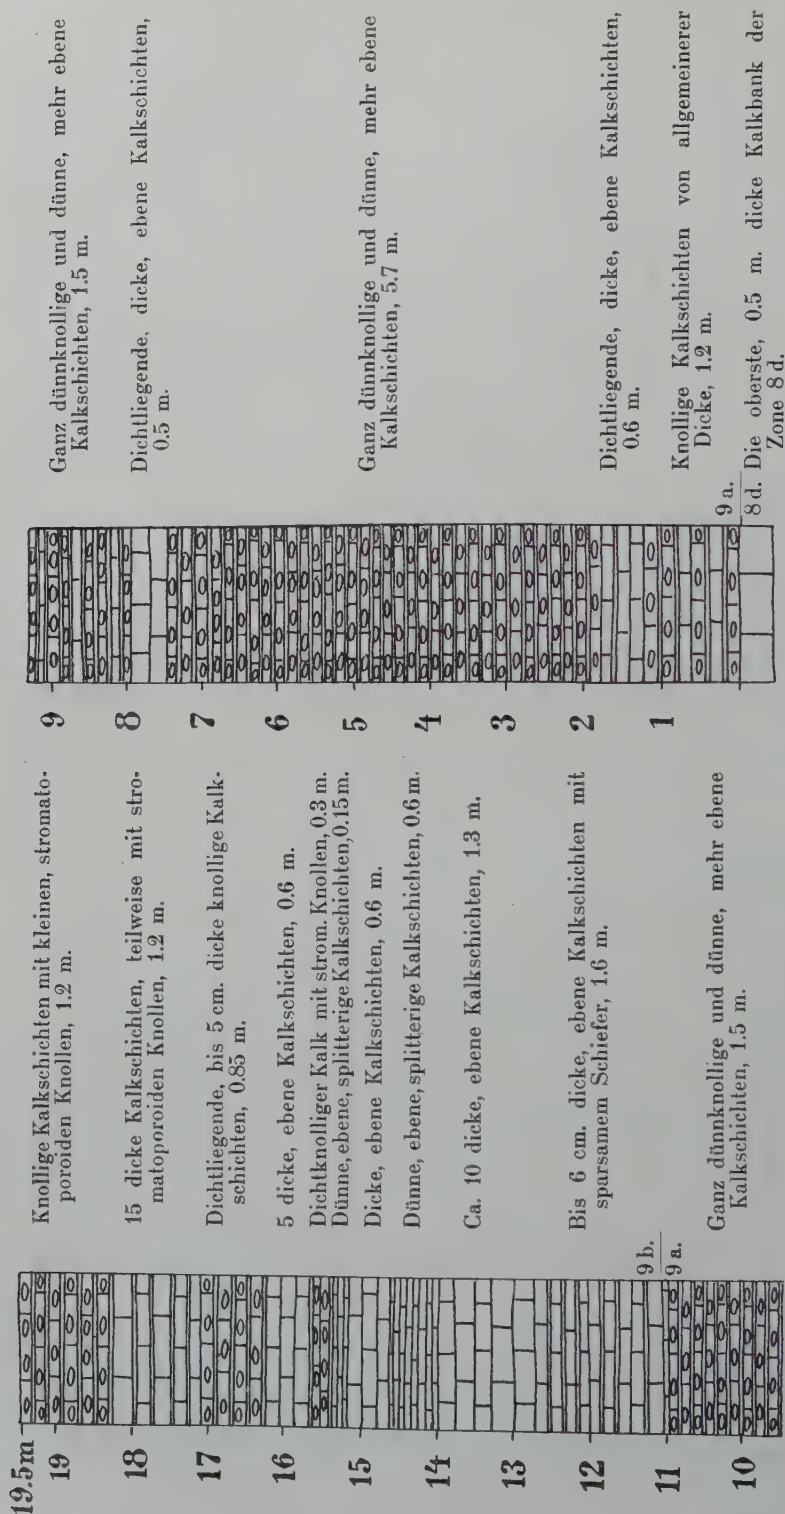 19.5m
19
18
17
16
15
14
13
12
11
10
9 b.
9 a.
Knollige Kalkschichten mit kleinen, stromato-
poroiden Knollen, 1.2 m.
15 dicke Kalkschichten, teilweise mit stro-
matoporoiden Knollen, 1.2 m.
Dichtliegende, bis 5 cm. dicke knollige Kalk-
schichten, 0.85 m.
5 dicke, ebene Kalkschichten, 0.6 m.
Dichtknolliger Kalk mit strom. Knollen, 0.3 m.
Dünne, ebene, splitterige Kalkschichten, 0.15 m.
Dicke, ebene Kalkschichten, 0.6 m.
Dünne, ebene, splitterige Kalkschichten, 0.6 m.
Ca. 10 dicke, ebene Kalkschichten, 1.3 m.
Bis 6 cm. dicke, ebene Kalkschichten mit
sparsamem Schiefer, 1.6 m.
Ganz dünnknollige und dünne, mehr ebene
Kalkschichten, 1.5 m.
9
8
7
6
5
4
3
2
1
9 a.
8 d.
Ganz dünnknollige und dünne, mehr ebene
Kalkschichten, 1.5 m.
Dichtliegende, dicke, ebene Kalkschichten,
0.5 m.
Ganz dünnknollige und dünne, mehr ebene
Kalkschichten, 5.7 m.
Dichtliegende, dicke, ebene Kalkschichten,
0.6 m.
Knollige Kalkschichten von allgemeinerer
Dicke, 1.2 m.
Die oberste, 0.5 m. dicke Kalkbank der
Zone 8 d.